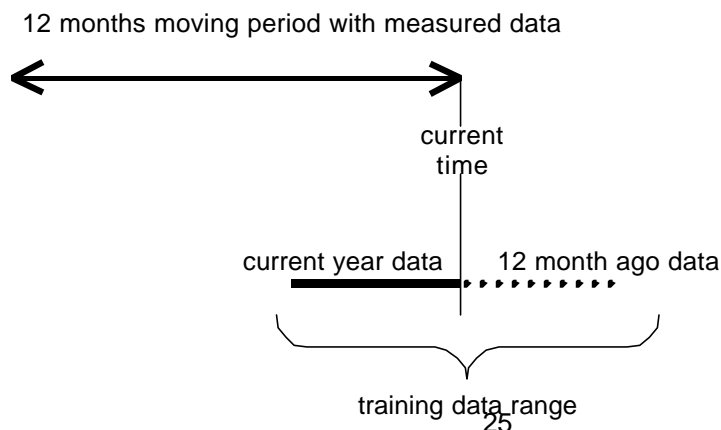 12 months moving period with measured data
current
time
current year data
12 month ago data
training data range
25